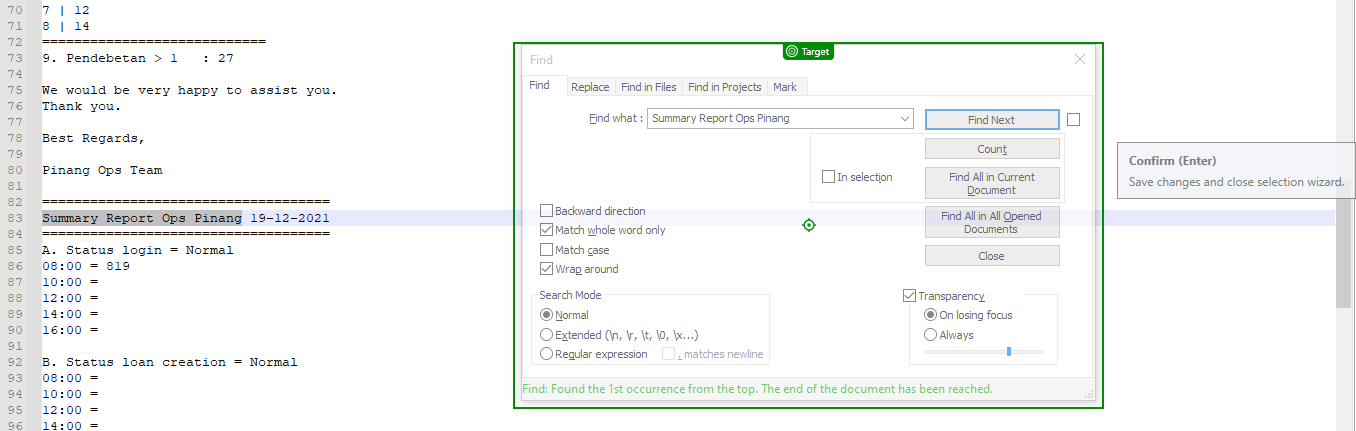 70 7 | 12
71 8 | 14
72 ============================
73 9. Pendebetan > 1   : 27
74
75 We would be very happy to assist you.
76 Thank you.
77
78 Best Regards,
79
80 Pinang Ops Team
81
82 ====================================
83 Summary Report Ops Pinang 19-12-2021
84 ====================================
85 A. Status login = Normal
86 08:00 = 819
87 10:00 =
88 12:00 =
89 14:00 =
90 16:00 =
91
92 B. Status loan creation = Normal
93 08:00 =
94 10:00 =
95 12:00 =
96 14:00 =
Target
Find
Find Replace Find in Files Find in Projects Mark
Find what : Summary Report Ops Pinang Find Next
Count
In selection Find All in Current Document
Backward direction
Find All in All Opened Documents
Match whole word only
Match case
Close
Wrap around
Search Mode
Normal
Extended (\n, \r, \t, \0, \x...)
Regular expression . matches newline
Transparency
On losing focus
Always
Find: Found the 1st occurrence from the top. The end of the document has been reached.
Confirm (Enter)
Save changes and close selection wizard.